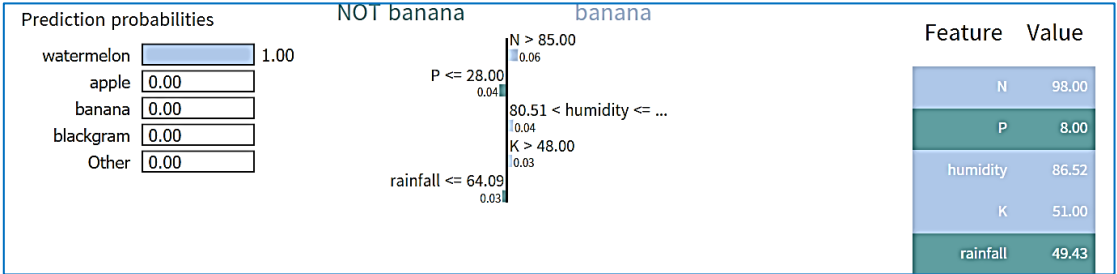 Prediction probabilities
watermelon 1.00
apple 0.00
banana 0.00
blackgram 0.00
Other 0.00
NOT banana banana
N > 85.00
0.06
P <= 28.00
0.04
80.51 < humidity <= ...
0.04
K > 48.00
0.03
rainfall <= 64.09
0.03
Feature Value
N 98.00
P 8.00
humidity 86.52
K 51.00
rainfall 49.43